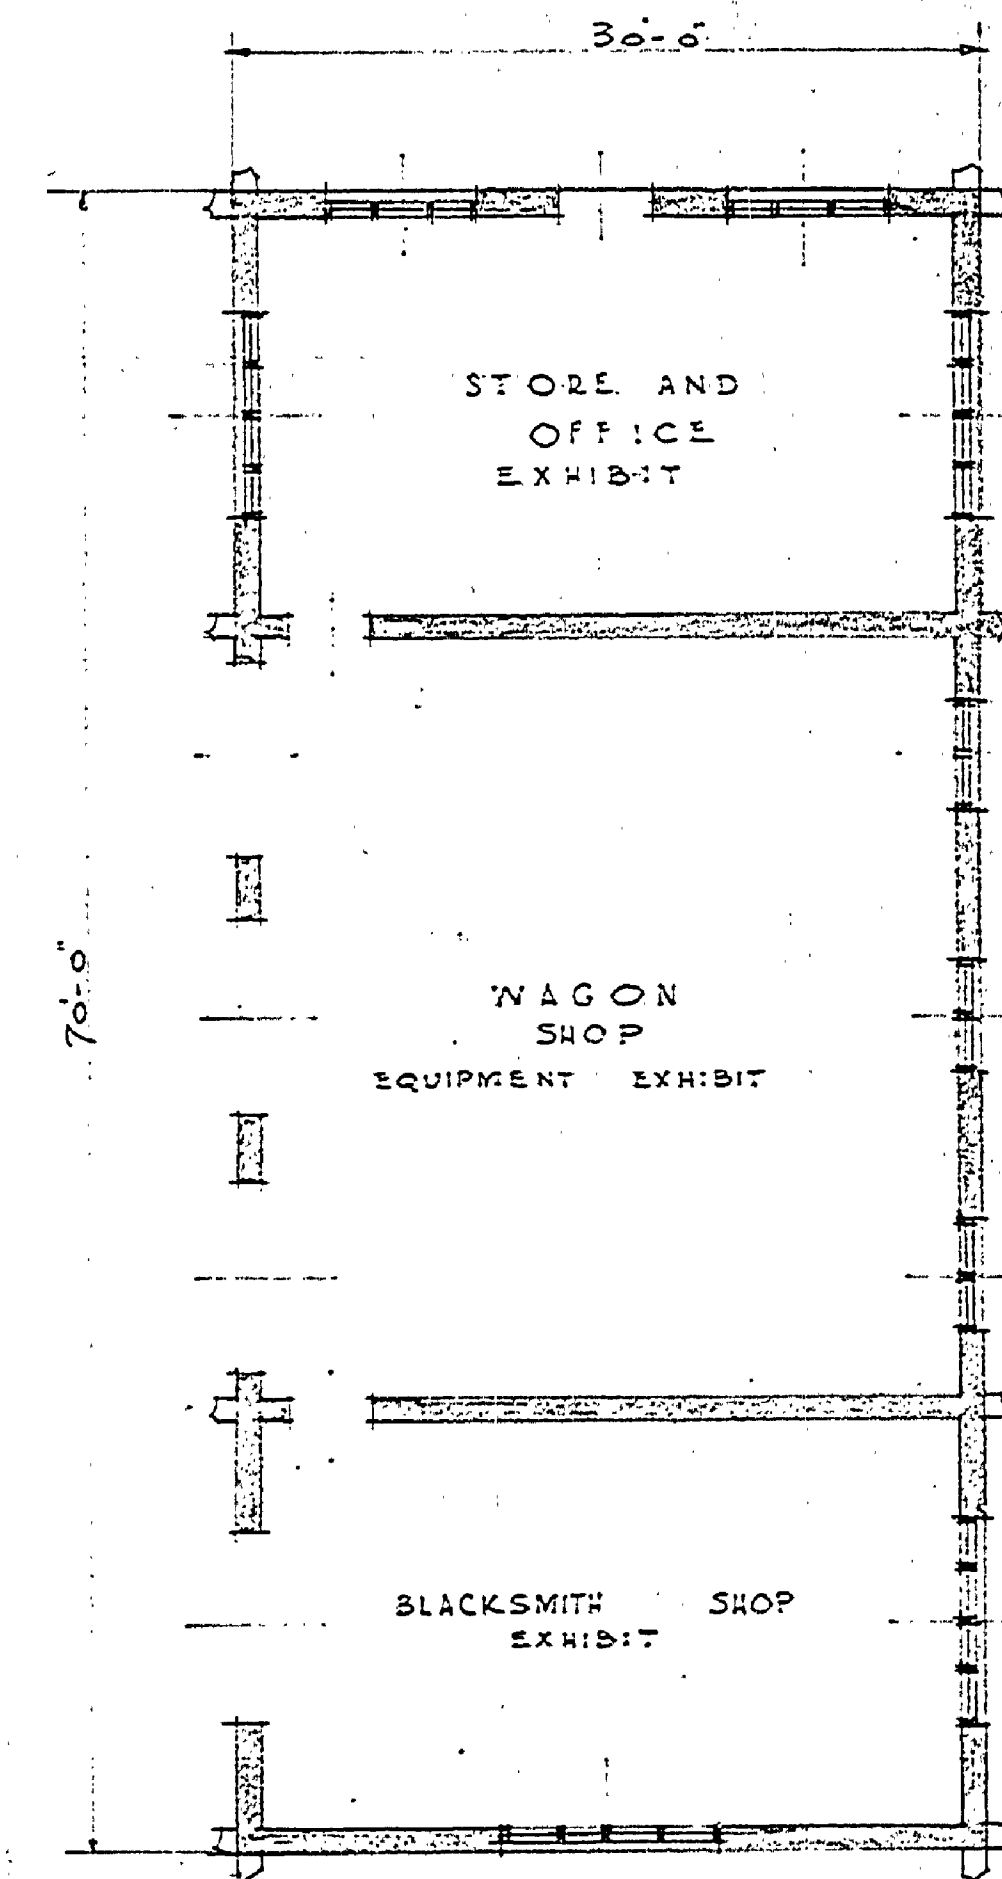 30'-0"
STORE AND
OFFICE
EXHIBIT
70'-0"
WAGON
SHOP
EQUIPMENT EXHIBIT
BLACKSMITH SHOP
EXHIBIT